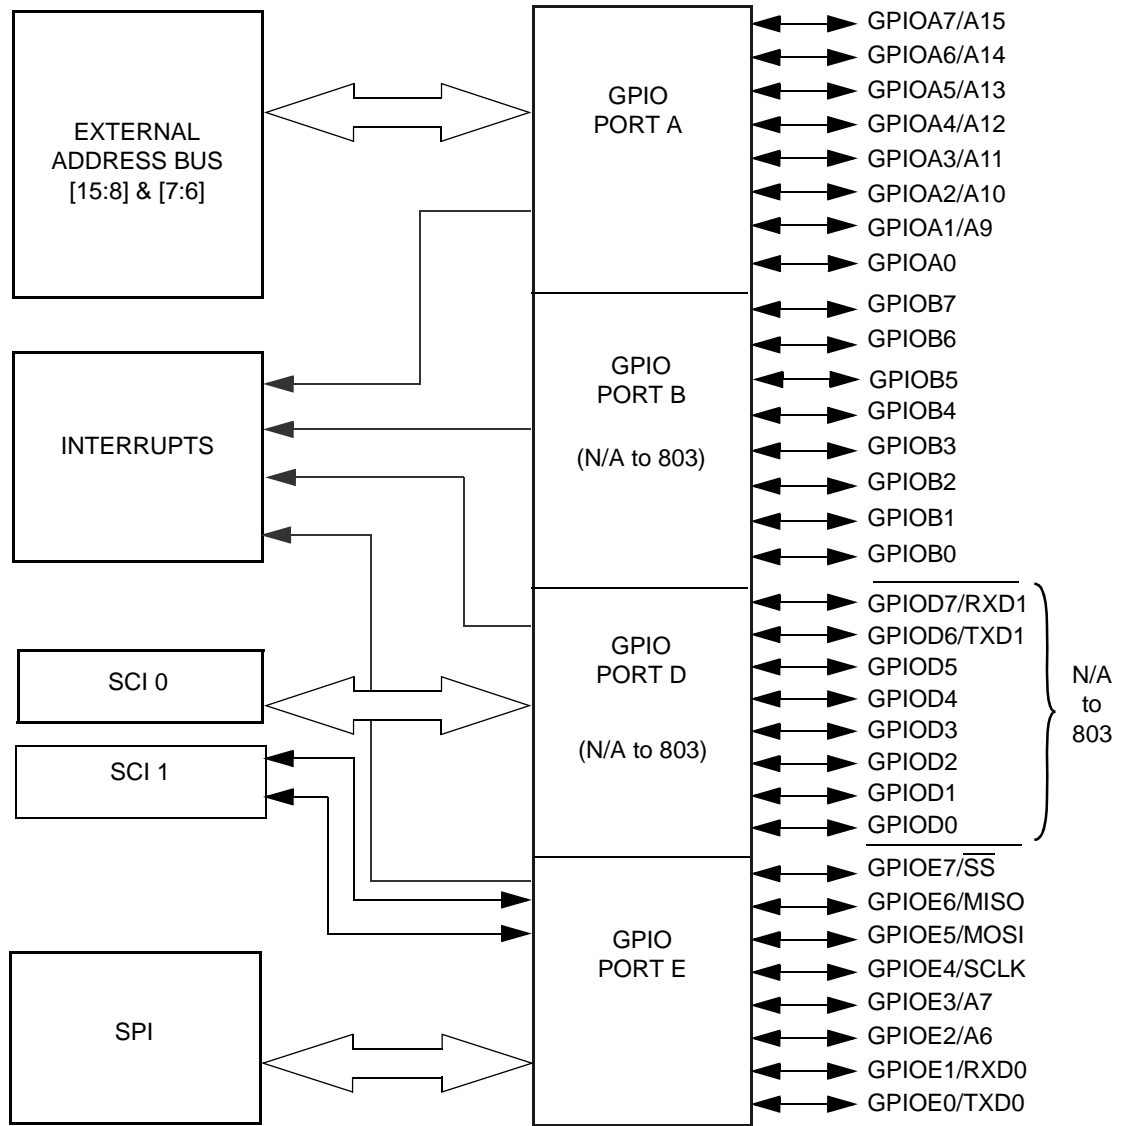 EXTERNAL
ADDRESS BUS
[15:8] & [7:6]
INTERRUPTS
SCI 0
SCI 1
SPI
GPIO
PORT A
GPIO
PORT B
(N/A to 803)
GPIO
PORT D
(N/A to 803)
GPIO
PORT E
GPIOA7/A15
GPIOA6/A14
GPIOA5/A13
GPIOA4/A12
GPIOA3/A11
GPIOA2/A10
GPIOA1/A9
GPIOA0
GPIOB7
GPIOB6
GPIOB5
GPIOB4
GPIOB3
GPIOB2
GPIOB1
GPIOB0
GPIOD7/RXD1
GPIOD6/TXD1
GPIOD5
GPIOD4
GPIOD3
GPIOD2
GPIOD1
GPIOD0
N/A
to
803
GPIOE7/S̅S̅
GPIOE6/MISO
GPIOE5/MOSI
GPIOE4/SCLK
GPIOE3/A7
GPIOE2/A6
GPIOE1/RXD0
GPIOE0/TXD0